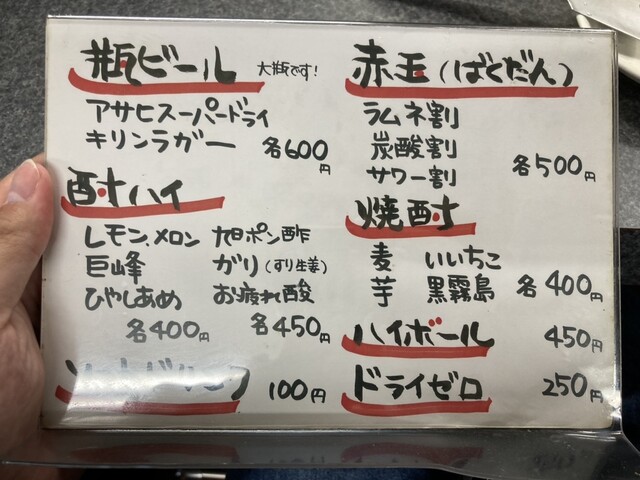 瓶ビール 大瓶です!
アサヒスーパードライ
キリンラガー 各600円
酎ハイ
レモン、メロン
巨峰
ひやしあめ
各400円
旭ポン酢
ガリ(すり生姜)
お疲れ酸
各450円
100円
赤玉(ばくだん)
ラムネ割
炭酸割
サワー割
各500円
焼酎
麦 いいちこ
芋 黒霧島 各400円
ハイボール 450円
ドライゼロ 250円